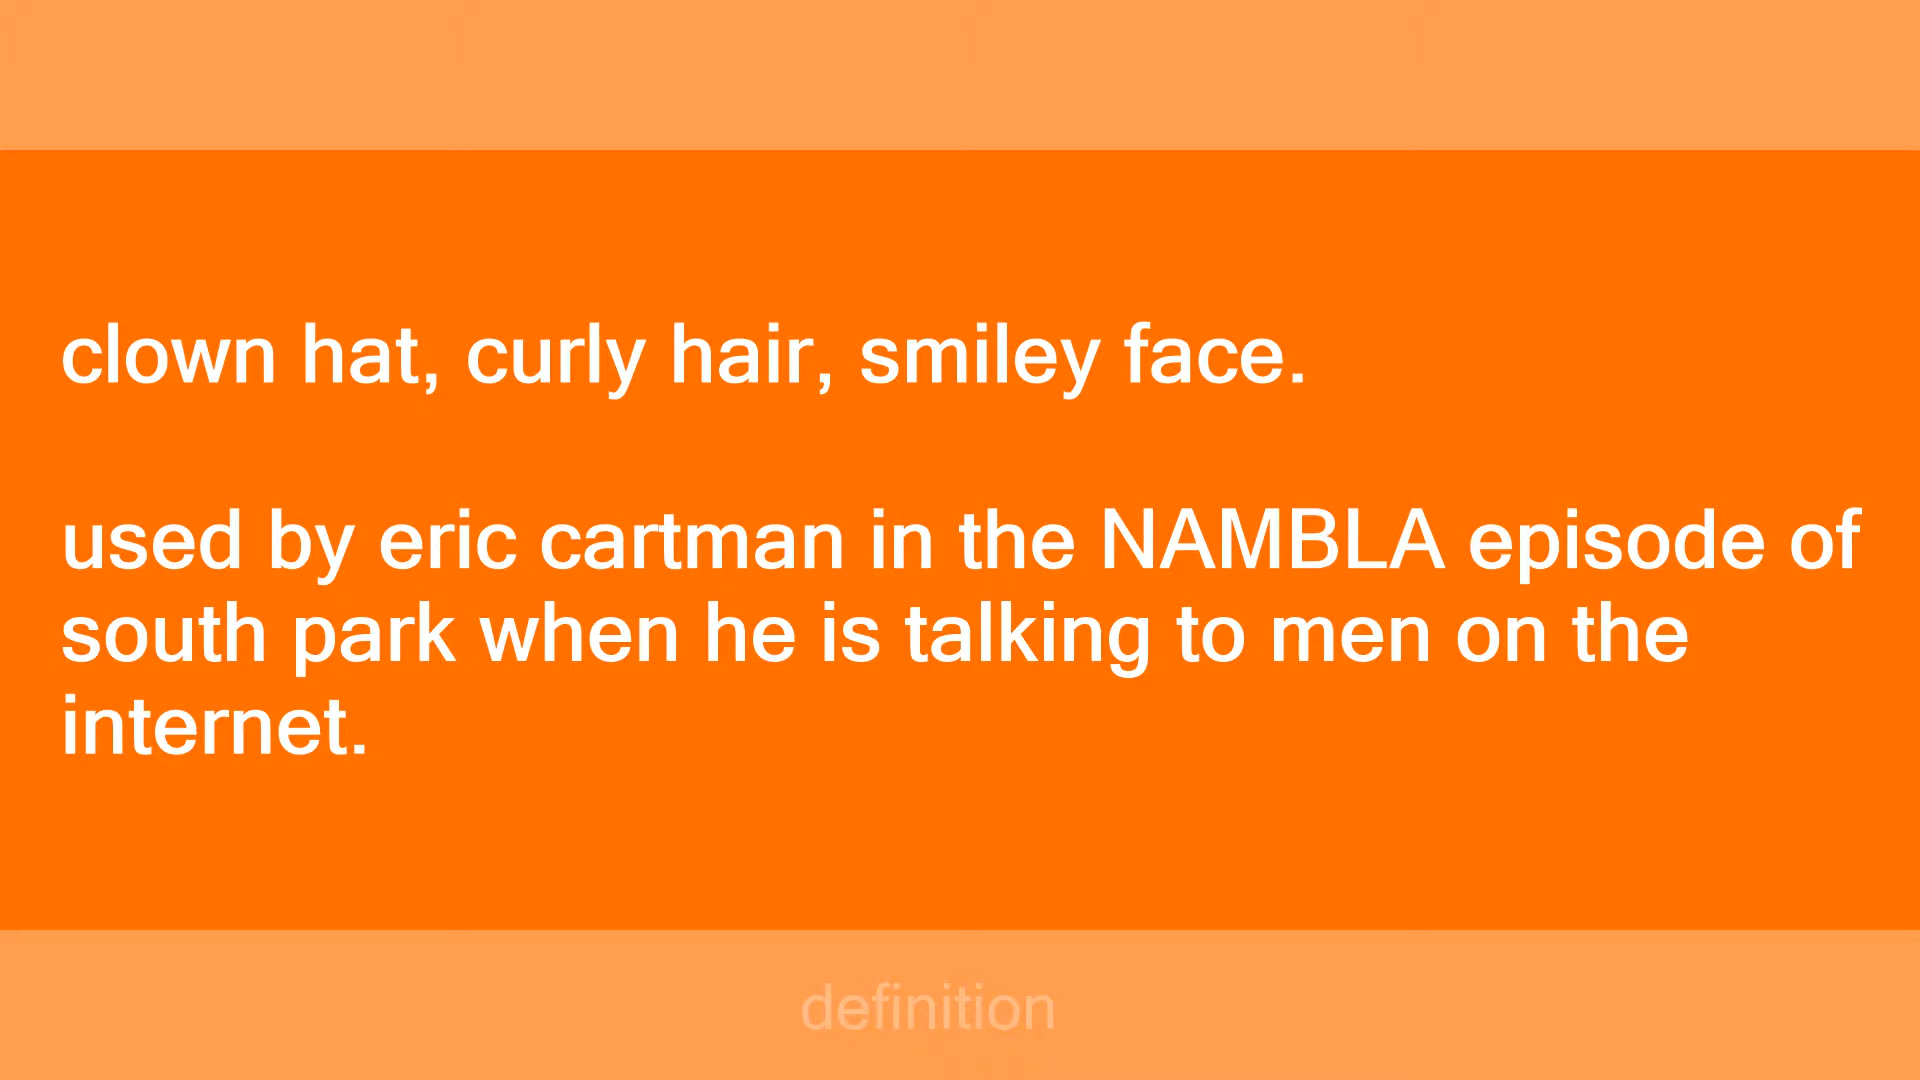 clown hat, curly hair, smiley face.
used by eric cartman in the NAMBLA episode of
south park when he is talking to men on the
internet.
definition